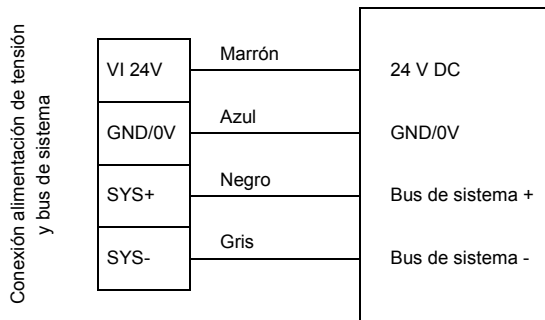 Conexión alimentación de tensión
y bus de sistema
VI 24V
Marrón
24 V DC
GND/0V
Azul
GND/0V
SYS+
Negro
Bus de sistema +
SYS-
Gris
Bus de sistema -